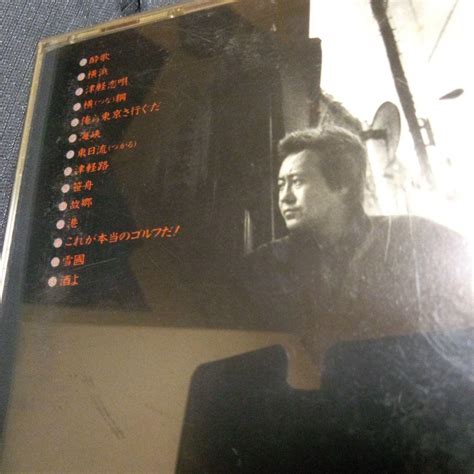 酔歌
横浜
津軽恋唄
横(つな)綱
俺ら東京さ行ぐだ
海峡
東日流(つがる)
津軽路
笹舟
故郷
港
これが本当のゴルフだ!
雪國
酒よ